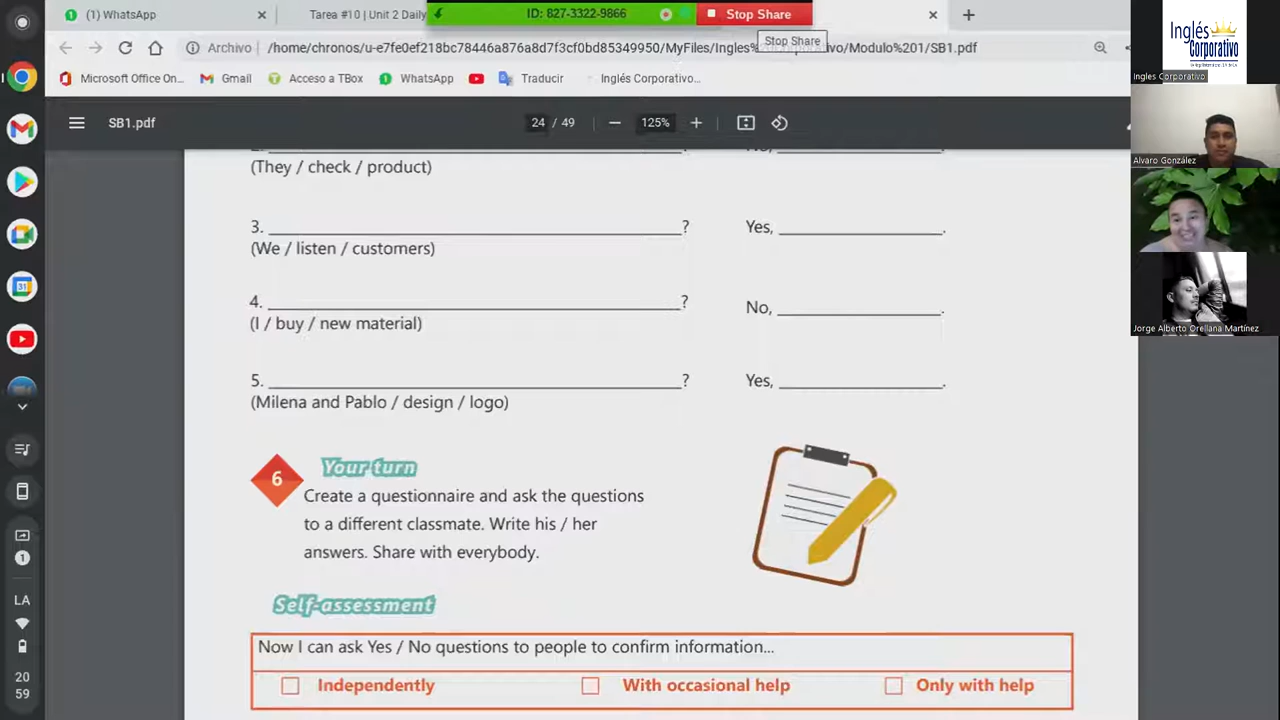 (1) WhatsApp
Tarea #10 | Unit 2 Daily
ID: 827-3322-9866
Stop Share
Stop Share
Archivo
/home/chronos/u-e7fe0ef218bc78446a876a8d7f3cf0bd85349950/MyFiles/Ingles
ivo/Modulo%201/SB1.pdf
Microsoft Office On...
Gmail
Acceso a TBox
WhatsApp
Traducir
Inglés Corporativo...
SB1.pdf
24 / 49
125%
(They / check / product)
3. ? Yes, .
(We / listen / customers)
4. ? No, .
(I / buy / new material)
5. ? Yes, .
(Milena and Pablo / design / logo)
6
Your turn
Create a questionnaire and ask the questions
to a different classmate. Write his / her
answers. Share with everybody.
Self-assessment
Now I can ask Yes / No questions to people to confirm information...
Independently
With occasional help
Only with help
31
1
LA
20
59
Inglés
Corporativo
Ingles Corporativo
Alvaro González
Jorge Alberto Orellana Martínez